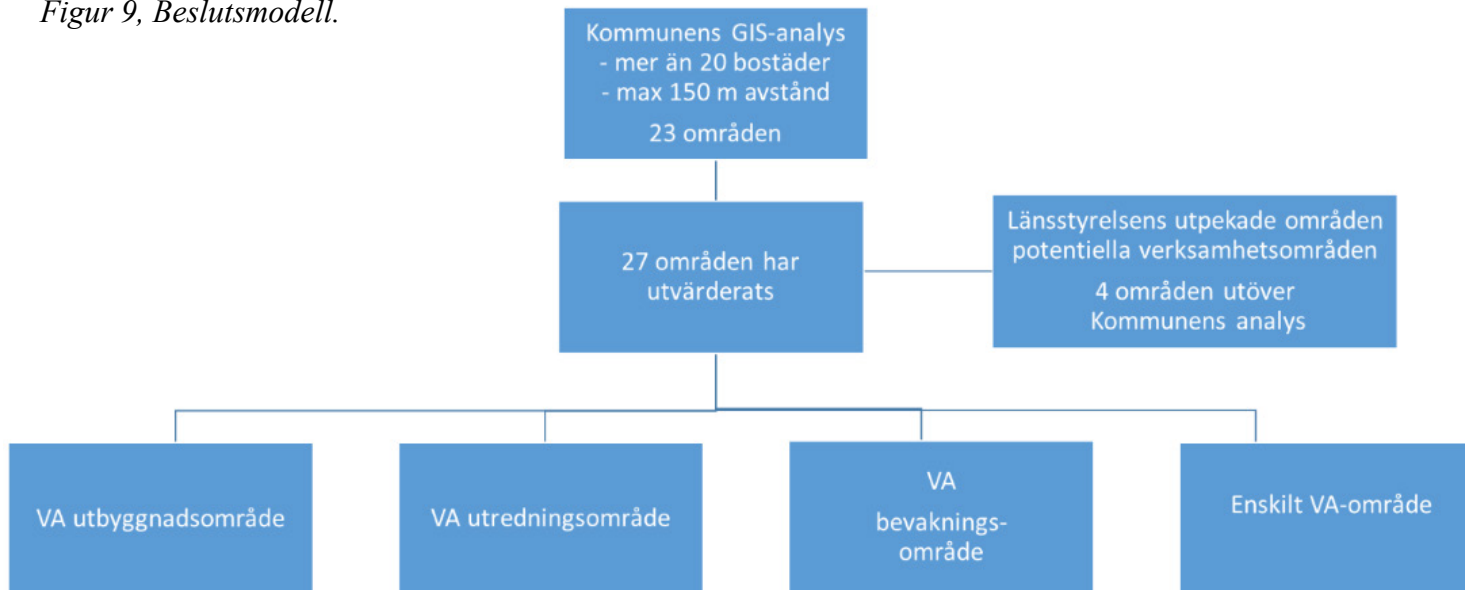 Figur 9, Beslutsmodell.
Kommunens GIS-analys
- mer än 20 bostäder
- max 150 m avstånd
23 områden
27 områden har
utvärderats
Länsstyrelsens utpekade områden
potentiella verksamhetsområden
4 områden utöver
Kommunens analys
VA utbyggnadsområde
VA utredningsområde
VA
bevaknings-
område
Enskilt VA-område